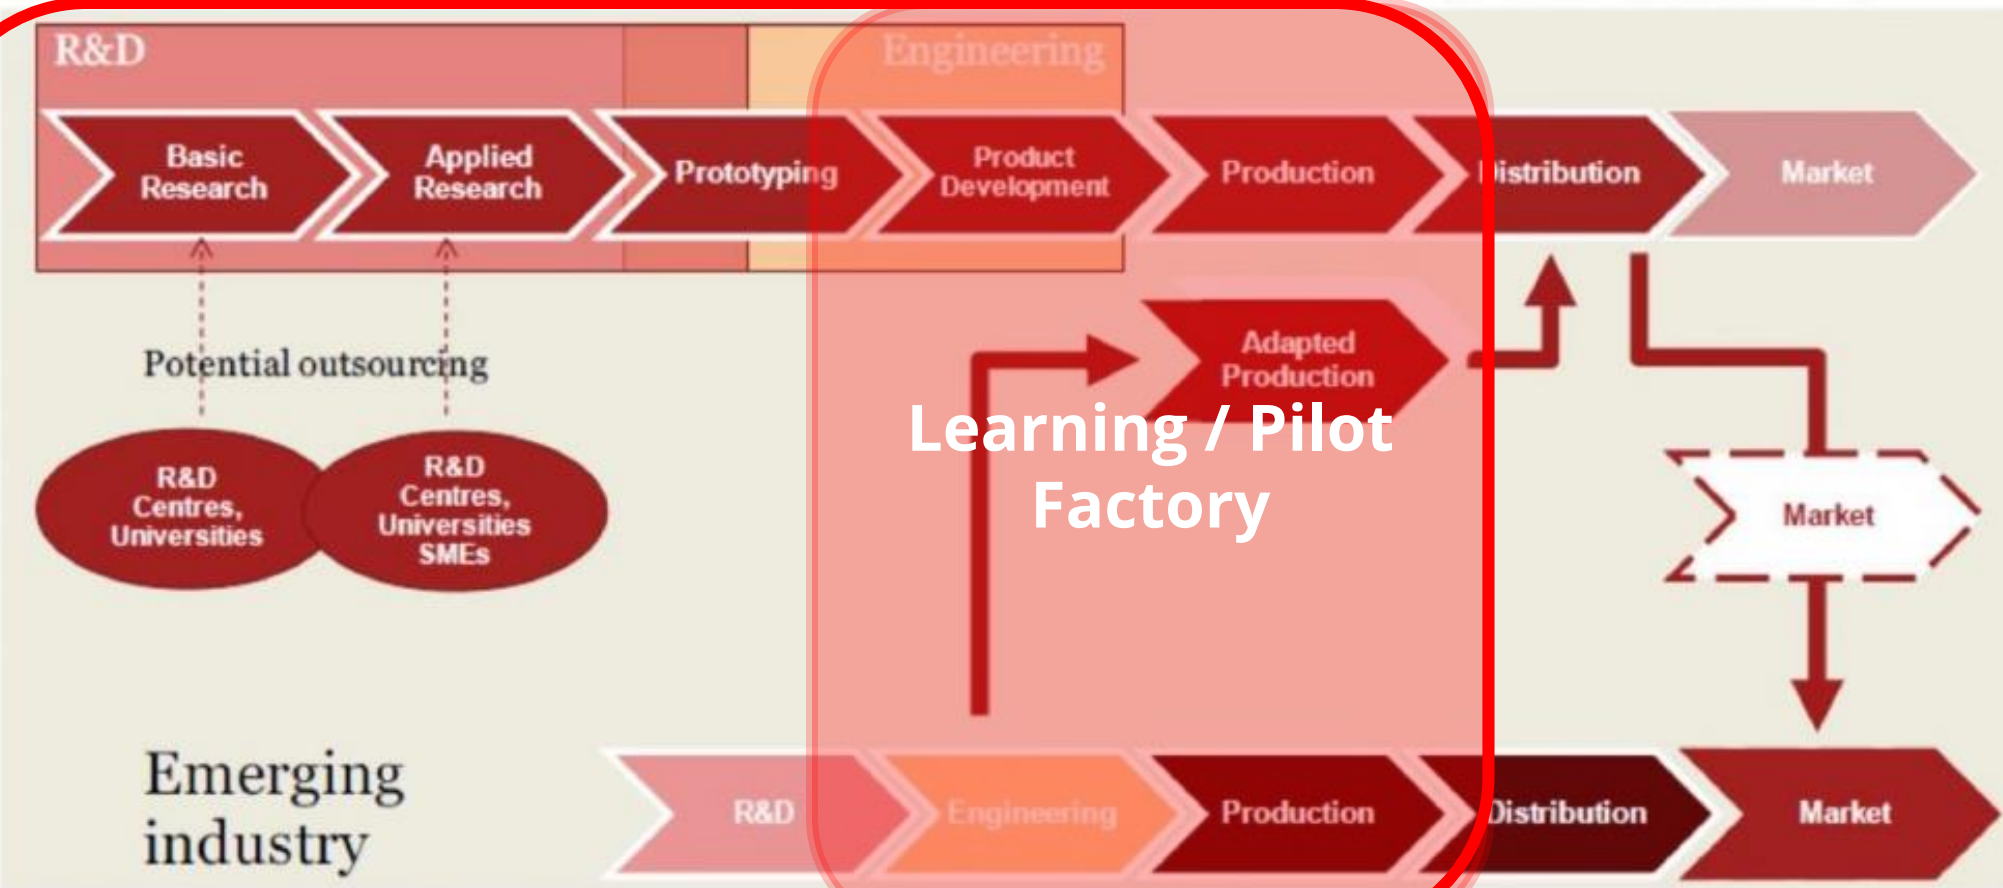 R&D
Engineering
Basic
Research
Applied
Research
Prototyping
Product
Development
Production
Distribution
Market
Potential outsourcing
Adapted
Production
Learning / Pilot
Factory
R&D
Centres,
Universities
R&D
Centres,
Universities
SMEs
Market
Emerging
industry
R&D
Engineering
Production
Distribution
Market